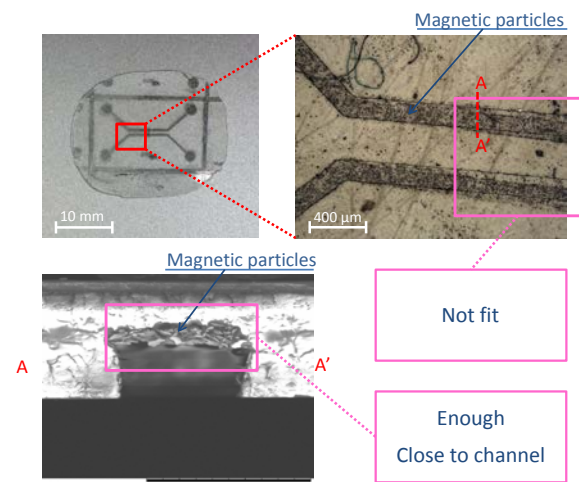 Magnetic particles
A
A'
10 mm
400 µm
Magnetic particles
A
A'
Not fit
Enough
Close to channel